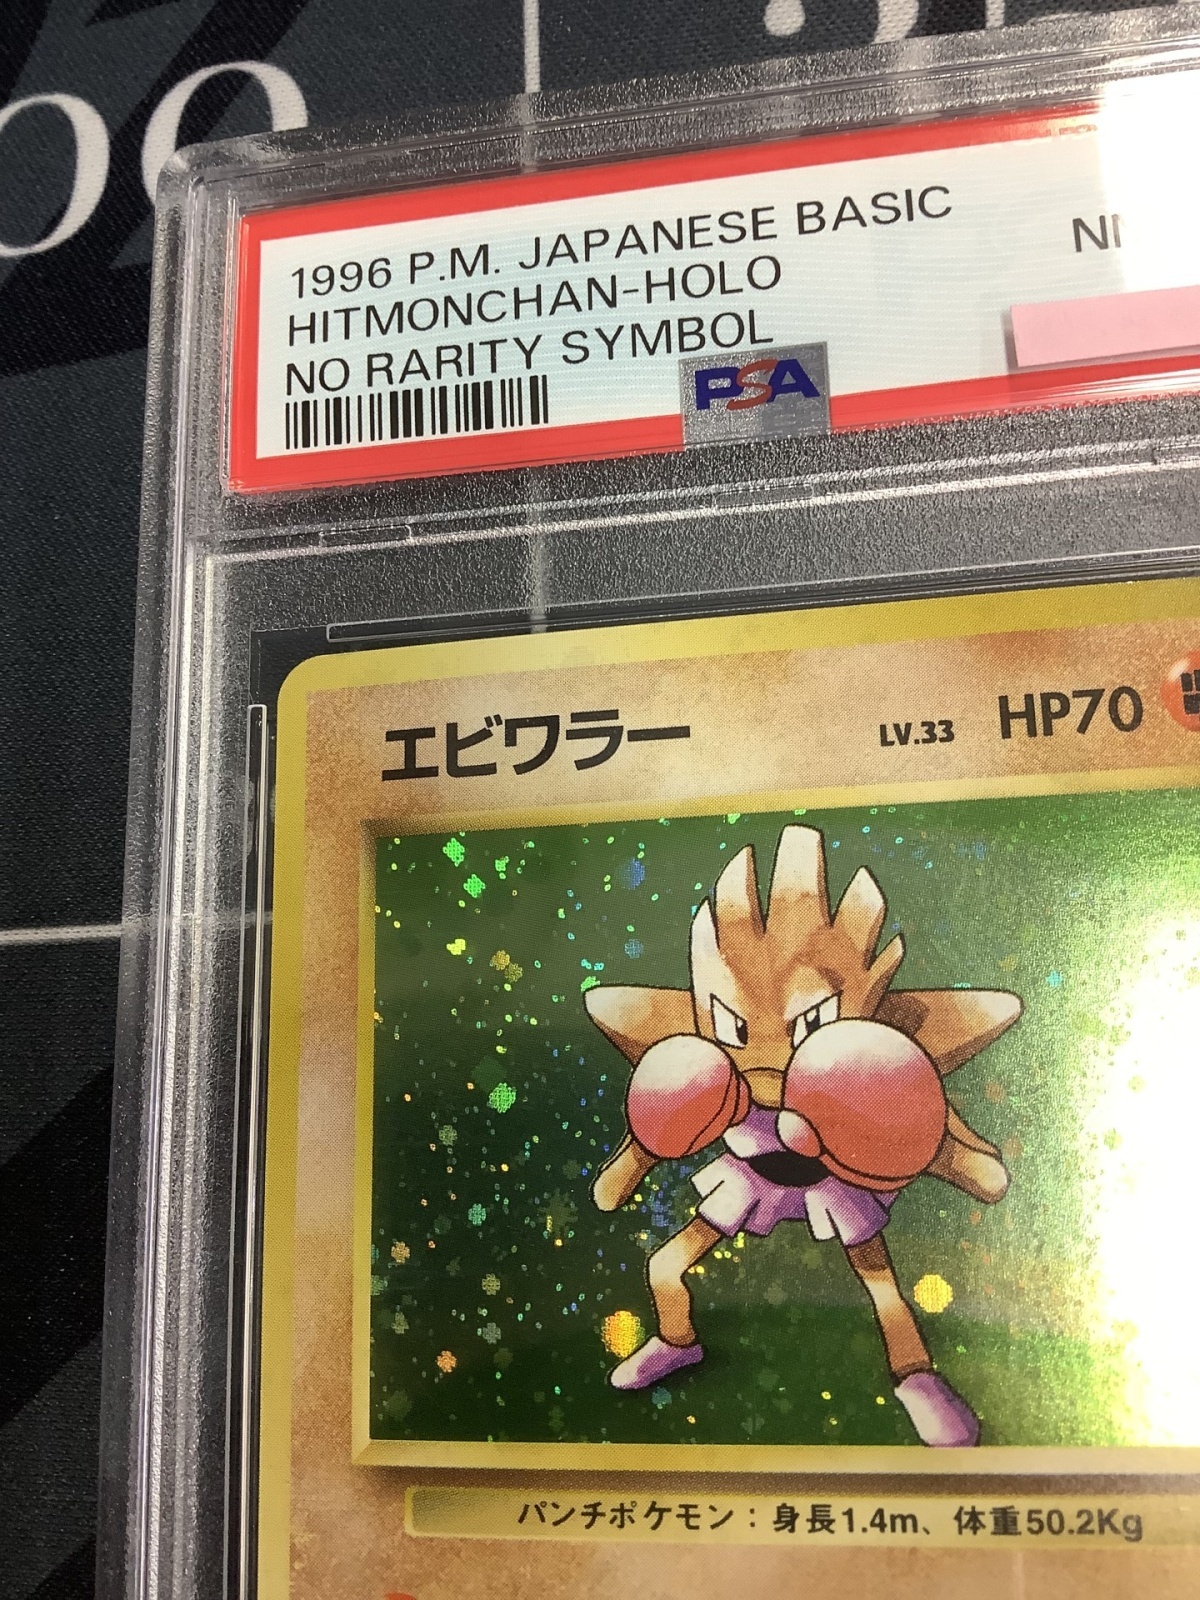 1996 P.M. JAPANESE BASIC
HITMONCHAN-HOLO
NO RARITY SYMBOL
PSA
エビワラー LV.33 HP70
パンチポケモン：身長1.4m、体重50.2Kg